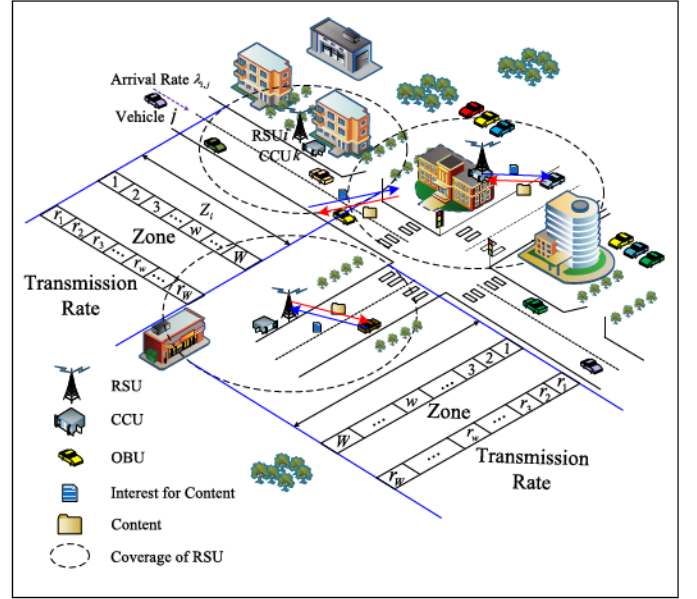 Arrival Rate λi,j
Vehicle
j
RSU i
CCU k
Zi
1 2 3 ... w ... W
Zone
r1 r2 r3 ... rw ... rW
Transmission
Rate
W ... w ... 3 2 1
Zone
rW ... rw ... r3 r2 r1
Transmission
Rate
RSU
CCU
OBU
Interest for Content
Content
Coverage of RSU